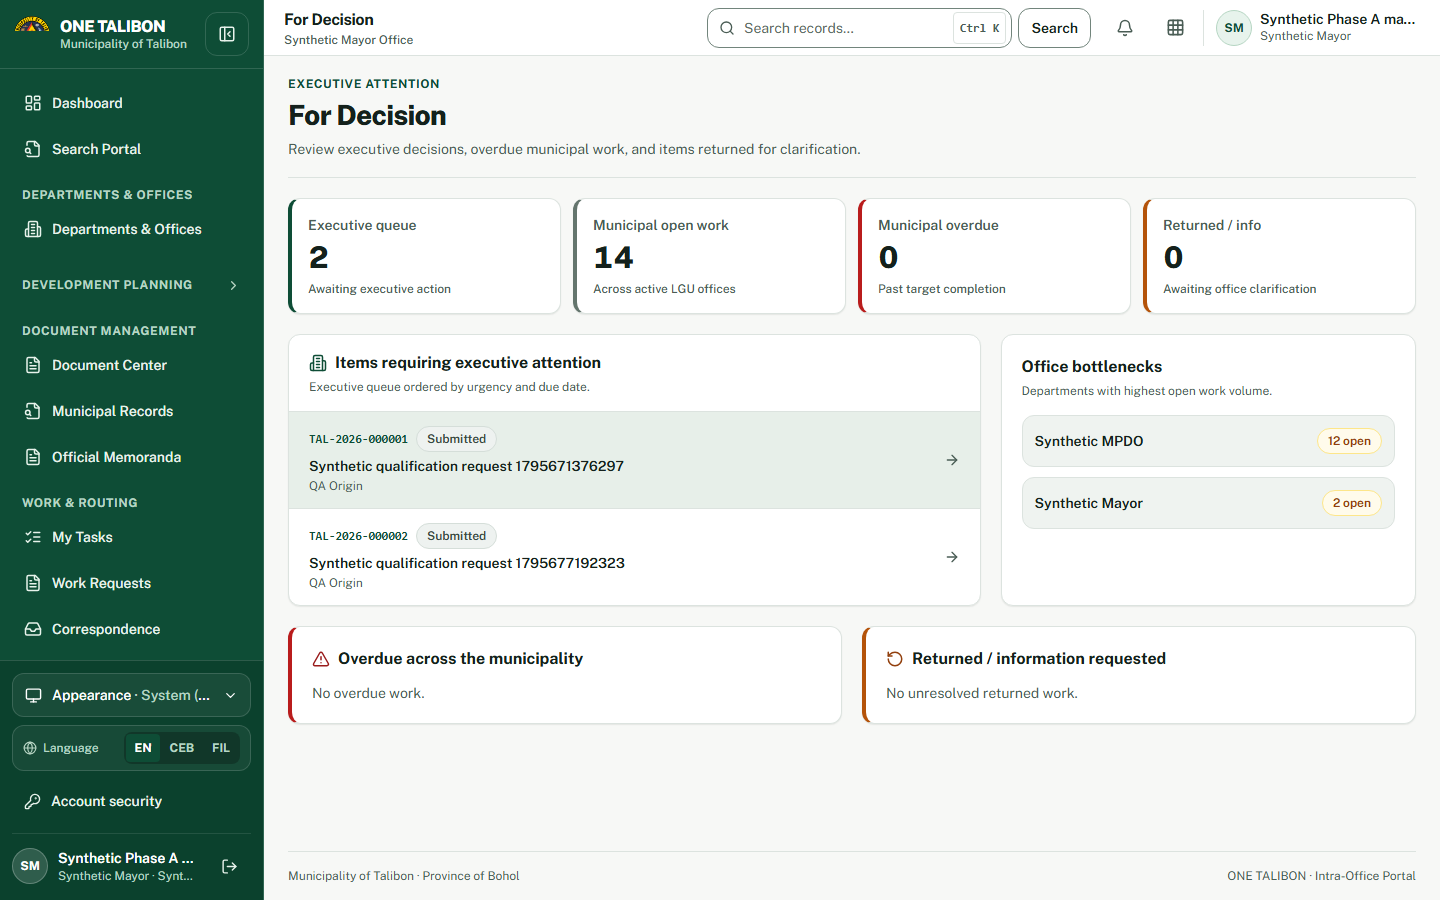 ONE TALIBON
Municipality of Talibon
Dashboard
Search Portal
DEPARTMENTS & OFFICES
Departments & Offices
DEVELOPMENT PLANNING
DOCUMENT MANAGEMENT
Document Center
Municipal Records
Official Memoranda
WORK & ROUTING
My Tasks
Work Requests
Correspondence
Appearance · System (...
Language EN CEB FIL
Account security
SM Synthetic Phase A ...
Synthetic Mayor · Synt...
For Decision
Synthetic Mayor Office
Search records... Ctrl K Search
SM Synthetic Phase A ma...
Synthetic Mayor
EXECUTIVE ATTENTION
For Decision
Review executive decisions, overdue municipal work, and items returned for clarification.
Executive queue
2
Awaiting executive action
Municipal open work
14
Across active LGU offices
Municipal overdue
0
Past target completion
Returned / info
0
Awaiting office clarification
Items requiring executive attention
Executive queue ordered by urgency and due date.
TAL-2026-000001 Submitted
Synthetic qualification request 1795671376297
QA Origin
TAL-2026-000002 Submitted
Synthetic qualification request 1795677192323
QA Origin
Office bottlenecks
Departments with highest open work volume.
Synthetic MPDO 12 open
Synthetic Mayor 2 open
Overdue across the municipality
No overdue work.
Returned / information requested
No unresolved returned work.
Municipality of Talibon · Province of Bohol
ONE TALIBON · Intra-Office Portal